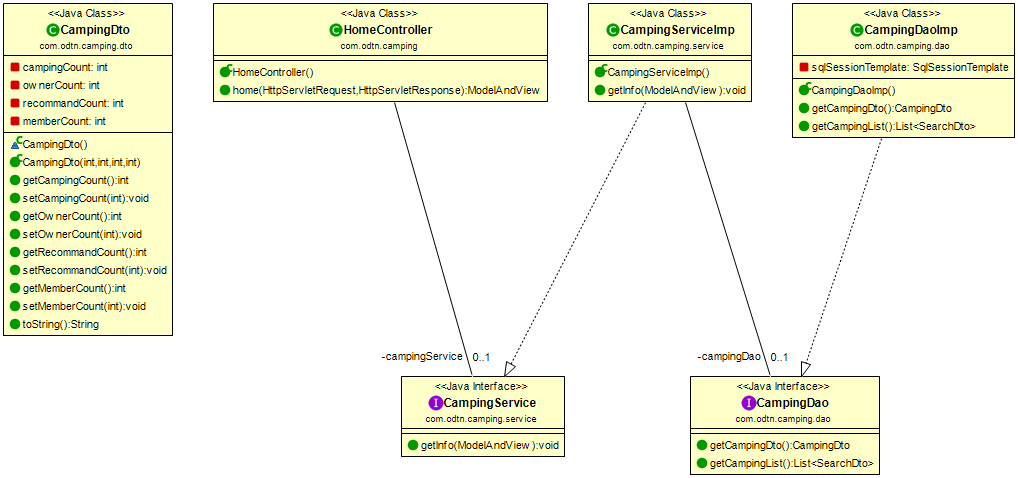 <<Java Class>>
CampingDto
com.odtn.camping.dto
campingCount: int
ownerCount: int
recommandCount: int
memberCount: int
CampingDto()
CampingDto(int,int,int,int)
getCampingCount():int
setCampingCount(int):void
getOwnerCount():int
setOwnerCount(int):void
getRecommandCount():int
setRecommandCount(int):void
getMemberCount():int
setMemberCount(int):void
toString():String
<<Java Class>>
HomeController
com.odtn.camping
HomeController()
home(HttpServletRequest,HttpServletResponse):ModelAndView
<<Java Class>>
CampingServiceImp
com.odtn.camping.service
CampingServiceImp()
getInfo(ModelAndView):void
<<Java Class>>
CampingDaoImp
com.odtn.camping.dao
sqlSessionTemplate: SqlSessionTemplate
CampingDaoImp()
getCampingDto():CampingDto
getCampingList():List<SearchDto>
-campingService 0..1
-campingDao 0..1
<<Java Interface>>
CampingService
com.odtn.camping.service
getInfo(ModelAndView):void
<<Java Interface>>
CampingDao
com.odtn.camping.dao
getCampingDto():CampingDto
getCampingList():List<SearchDto>